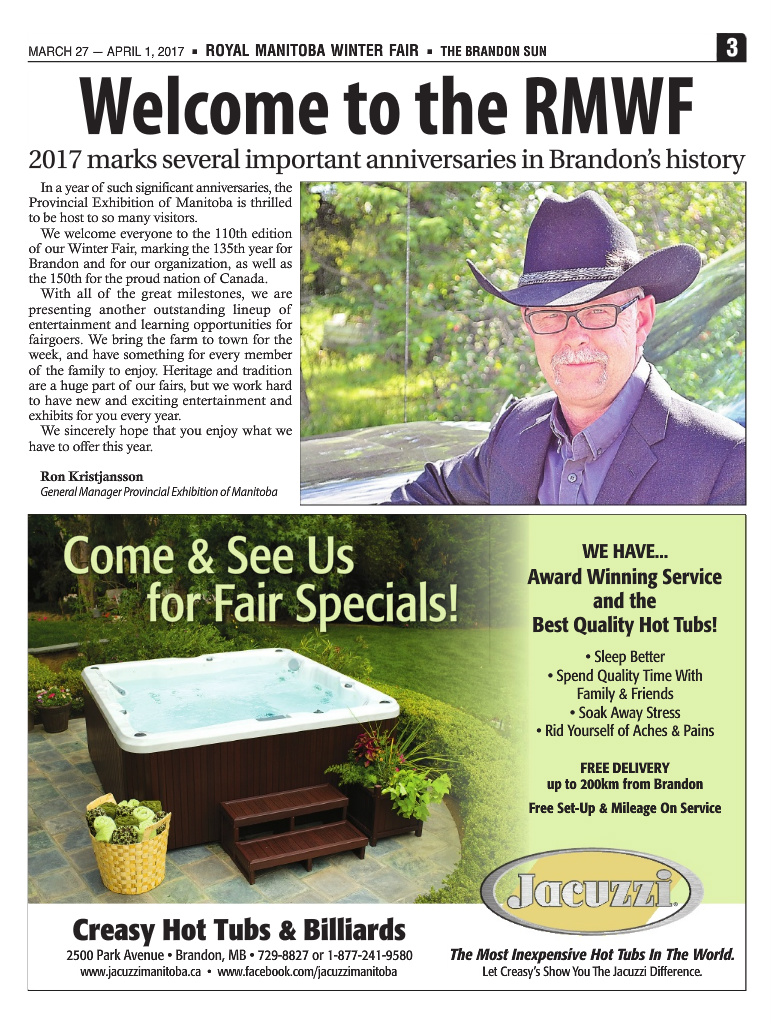 MARCH 27 — APRIL 1, 2017 ▪ ROYAL MANITOBA WINTER FAIR ▪ THE BRANDON SUN
3
Welcome to the RMWF
2017 marks several important anniversaries in Brandon's history
In a year of such significant anniversaries, the
Provincial Exhibition of Manitoba is thrilled
to be host to so many visitors.
We welcome everyone to the 110th edition
of our Winter Fair, marking the 135th year for
Brandon and for our organization, as well as
the 150th for the proud nation of Canada.
With all of the great milestones, we are
presenting another outstanding lineup of
entertainment and learning opportunities for
fairgoers. We bring the farm to town for the
week, and have something for every member
of the family to enjoy. Heritage and tradition
are a huge part of our fairs, but we work hard
to have new and exciting entertainment and
exhibits for you every year.
We sincerely hope that you enjoy what we
have to offer this year.
Ron Kristjansson
General Manager Provincial Exhibition of Manitoba
Come & See Us
for Fair Specials!
WE HAVE...
Award Winning Service
and the
Best Quality Hot Tubs!
• Sleep Better
• Spend Quality Time With
Family & Friends
• Soak Away Stress
• Rid Yourself of Aches & Pains
FREE DELIVERY
up to 200km from Brandon
Free Set-Up & Mileage On Service
Jacuzzi®
Creasy Hot Tubs & Billiards
2500 Park Avenue • Brandon, MB • 729-8827 or 1-877-241-9580
www.jacuzzimanitoba.ca • www.facebook.com/jacuzzimanitoba
The Most Inexpensive Hot Tubs In The World.
Let Creasy's Show You The Jacuzzi Difference.